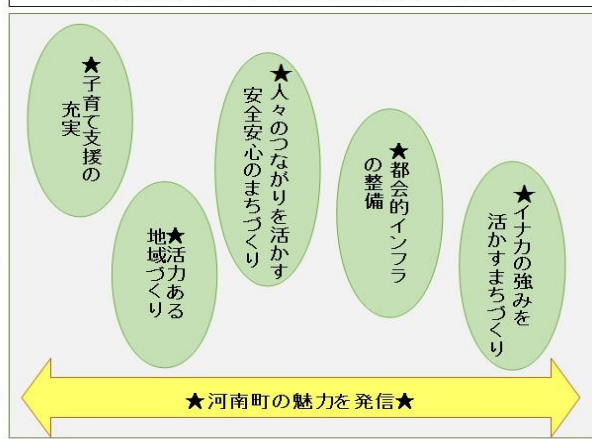 ★子育て支援の
充実
★活力ある
地域づくり
★人々のつながりを活かす
安全安心のまちづくり
★都会的インフラ
の整備
★イナカの強みを
活かすまちづくり
★河南町の魅力を発信★